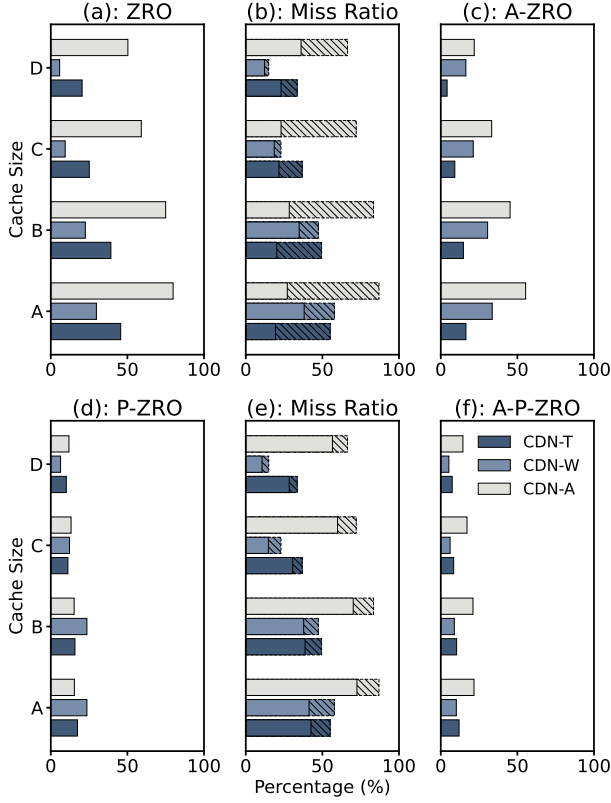 (a): ZRO
(b): Miss Ratio
(c): A-ZRO
Cache Size
D
C
B
A
0 100
0 50 100
0 50 100
(d): P-ZRO
(e): Miss Ratio
(f): A-P-ZRO
Cache Size
D
C
B
A
CDN-T
CDN-W
CDN-A
0 50 100
0 50 100
0 50 100
Percentage (%)